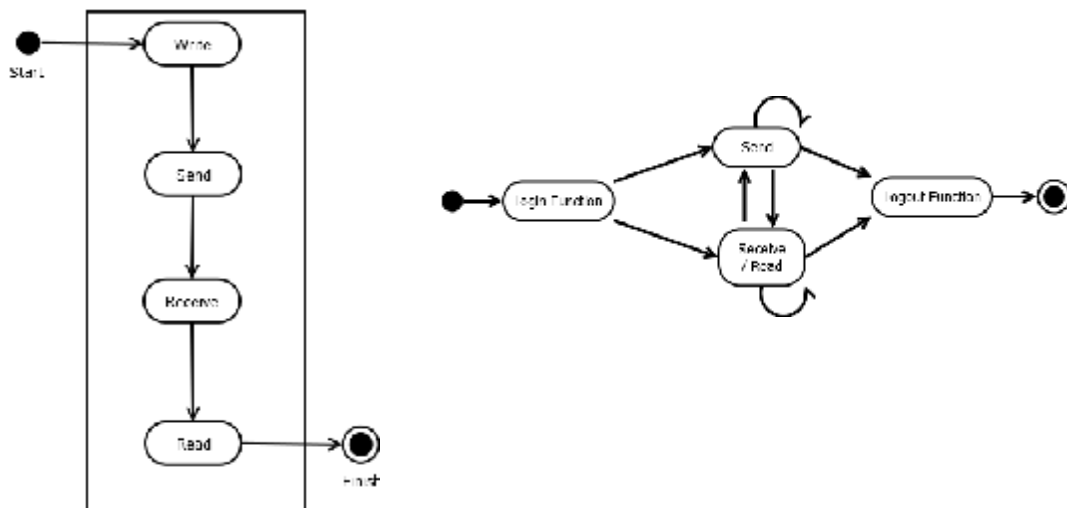 Start
Write
Send
Receive
Read
Finish
Login Function
Send
Receive
/ Read
Logout Function